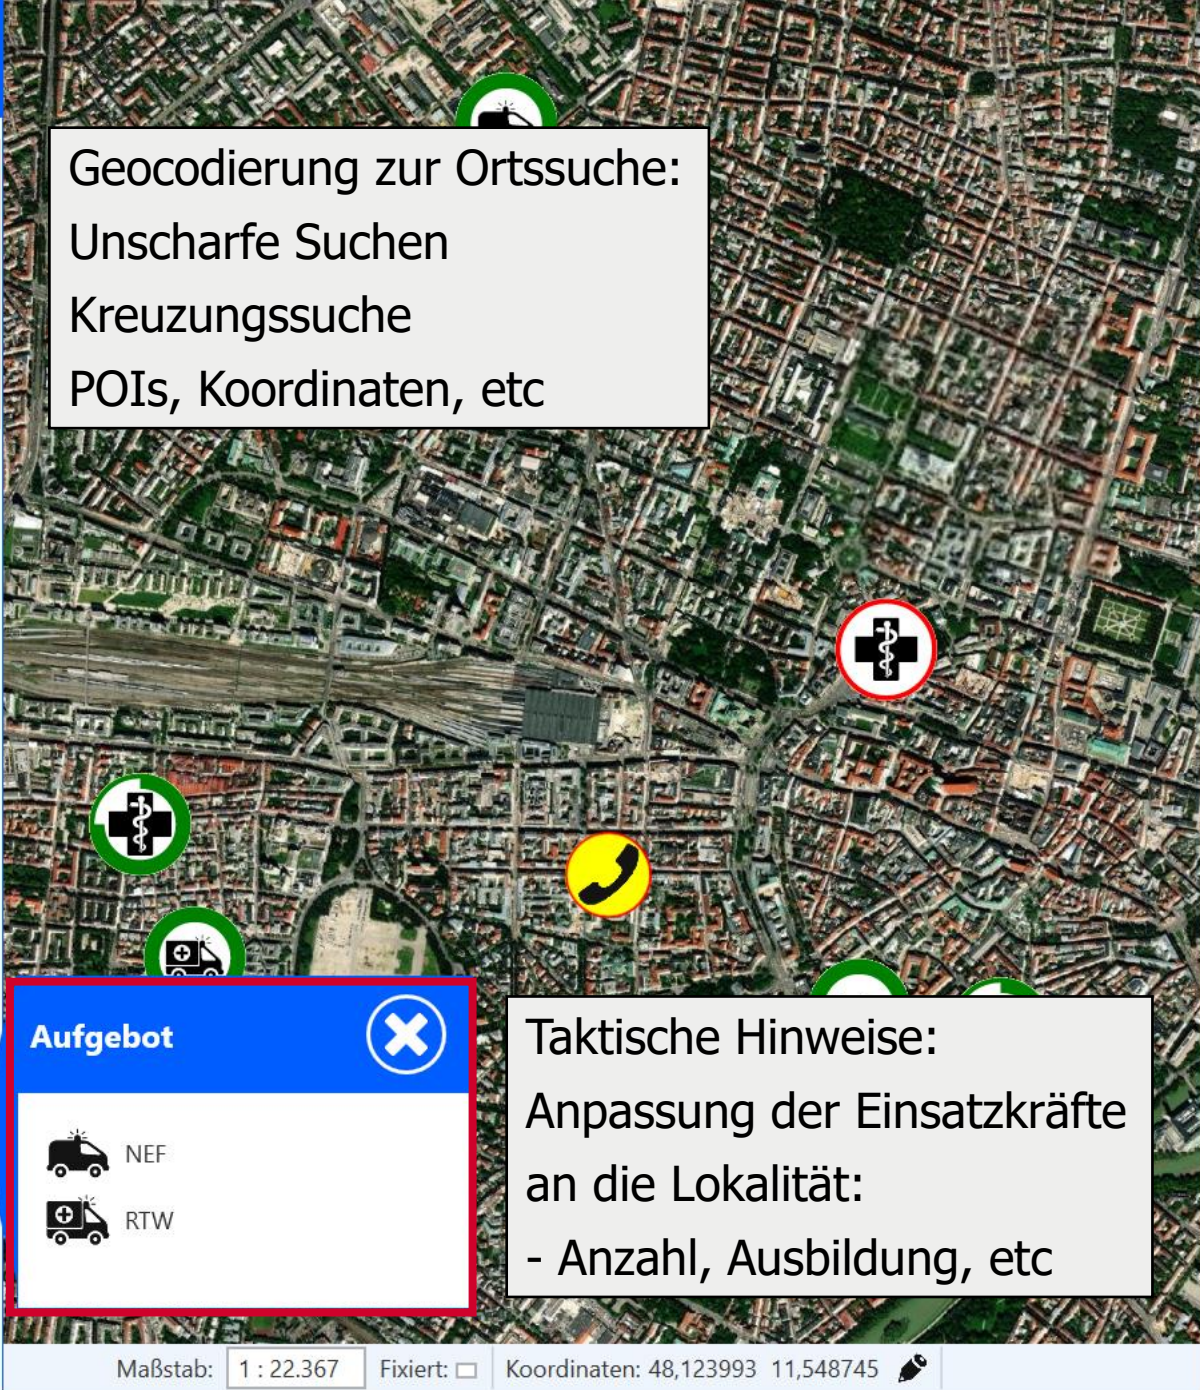 Geocodierung zur Ortssuche:
Unscharfe Suchen
Kreuzungssuche
POIs, Koordinaten, etc
Aufgebot
NEF
RTW
Taktische Hinweise:
Anpassung der Einsatzkräfte
an die Lokalität:
- Anzahl, Ausbildung, etc
Maßstab: 1 : 22.367 Fixiert: Koordinaten: 48,123993 11,548745